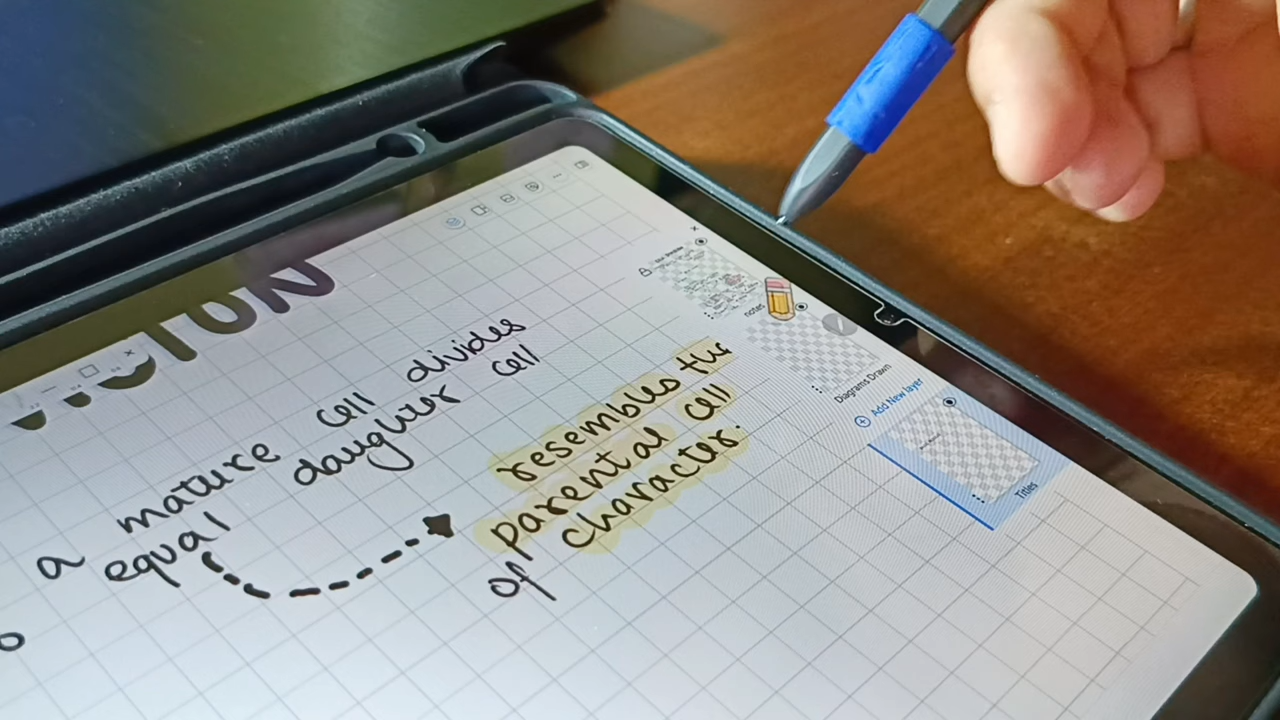 a mature cell divides
equal daughter cell
resembles the
parental cell
of character.
notes
Diagrams Drawn
Add New layer
Titles